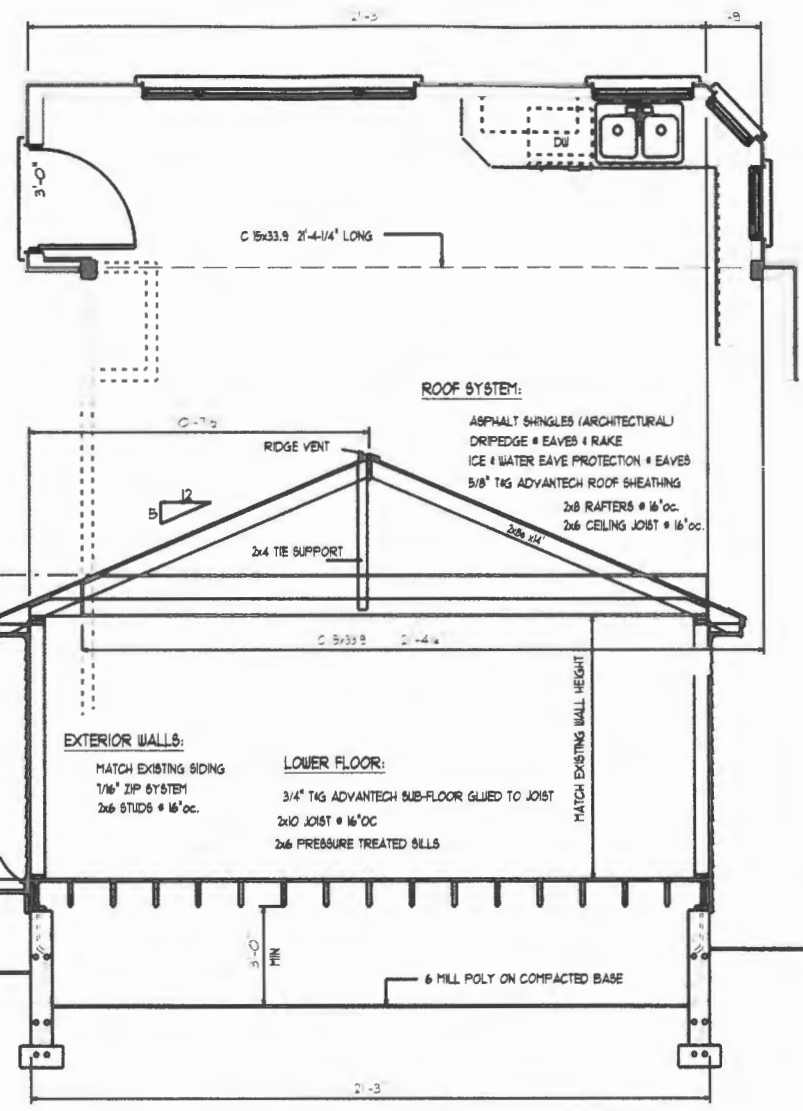 21'-3
DW
3'-0"
C 15x33.9 21'-4-1/4" LONG
ROOF SYSTEM:
ASPHALT SHINGLES (ARCHITECTURAL)
DRIPEDGE @ EAVES & RAKE
ICE & WATER EAVE PROTECTION @ EAVES
5/8" T&G ADVANTECH ROOF SHEATHING
2x8 RAFTERS @ 16"oc.
2x6 CEILING JOIST @ 16"oc.
RIDGE VENT
12
5
2x8s x14'
2x4 TIE SUPPORT
MATCH EXISTING WALL HEIGHT
EXTERIOR WALLS:
MATCH EXISTING SIDING
7/16" ZIP SYSTEM
2x6 STUDS @ 16"oc.
LOWER FLOOR:
3/4" T&G ADVANTECH SUB-FLOOR GLUED TO JOIST
2x10 JOIST @ 16"OC
2x6 PRESSURE TREATED SILLS
3'-0"
MIN
6 MILL POLY ON COMPACTED BASE
21'-3